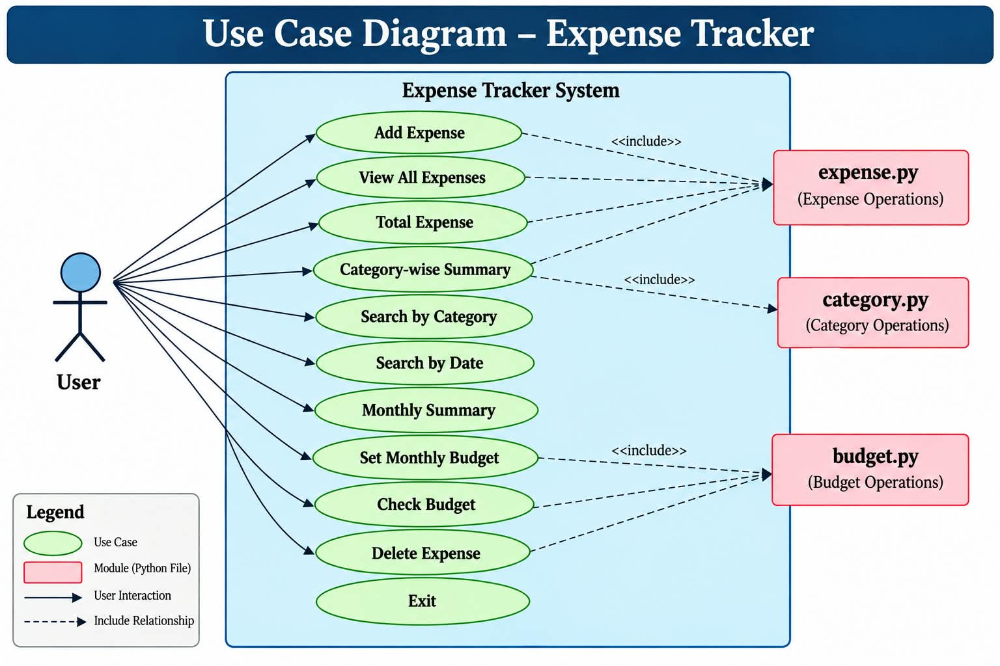 Use Case Diagram – Expense Tracker
Expense Tracker System
Add Expense
<<include>>
View All Expenses
expense.py
(Expense Operations)
Total Expense
Category-wise Summary
<<include>>
category.py
(Category Operations)
Search by Category
Search by Date
User
Monthly Summary
Set Monthly Budget
<<include>>
budget.py
(Budget Operations)
Check Budget
Delete Expense
Exit
Legend
Use Case
Module (Python File)
User Interaction
Include Relationship